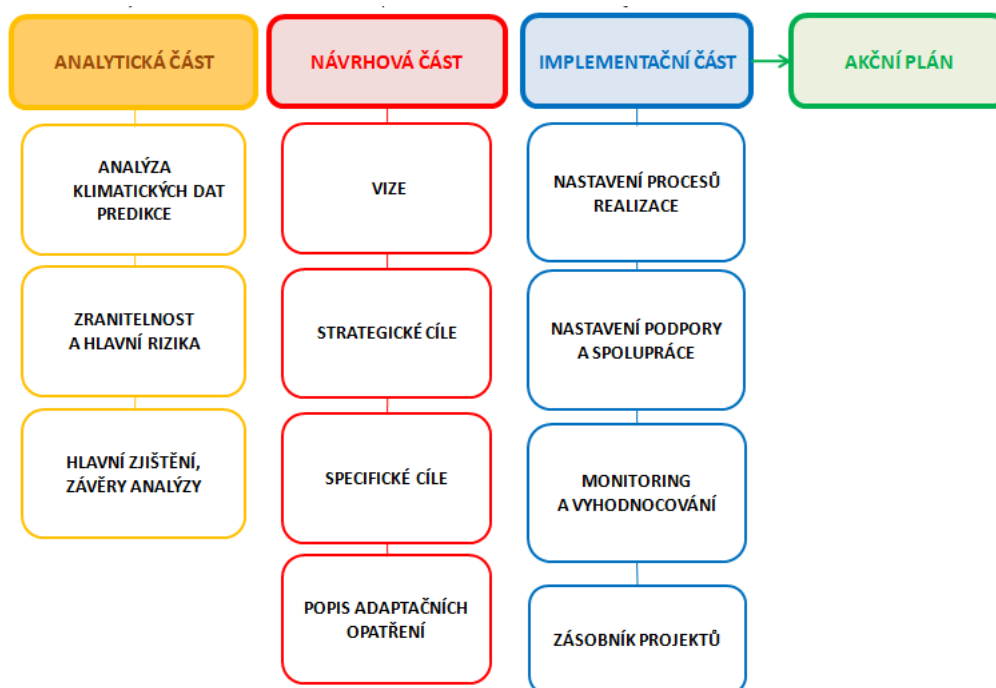 ANALYTICKÁ ČÁST
NÁVRHOVÁ ČÁST
IMPLEMENTAČNÍ ČÁST
AKČNÍ PLÁN
ANALÝZA
KLIMATICKÝCH DAT
PREDIKCE
ZRANITELNOST
A HLAVNÍ RIZIKA
HLAVNÍ ZJIŠTĚNÍ,
ZÁVĚRY ANALÝZY
VIZE
STRATEGICKÉ CÍLE
SPECIFICKÉ CÍLE
POPIS ADAPTAČNÍCH
OPATŘENÍ
NASTAVENÍ PROCESŮ
REALIZACE
NASTAVENÍ PODPORY
A SPOLUPRÁCE
MONITORING
A VYHODNOCOVÁNÍ
ZÁSOBNÍK PROJEKTŮ